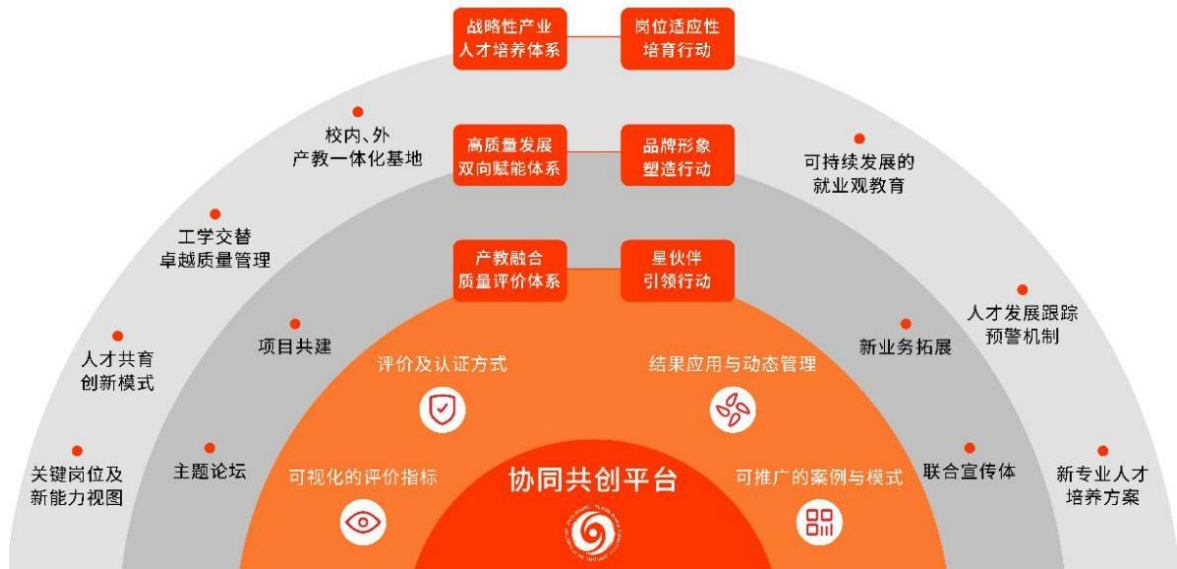 战略性产业
人才培养体系
岗位适应性
培育行动
校内、外
产教一体化基地
高质量发展
双向赋能体系
品牌形象
塑造行动
可持续发展的
就业观教育
工学交替
卓越质量管理
产教融合
质量评价体系
星伙伴
引领行动
人才发展跟踪
预警机制
项目共建
新业务拓展
人才共育
创新模式
评价及认证方式
结果应用与动态管理
关键岗位及
新能力视图
主题论坛
可视化的评价指标
协同共创平台
可推广的案例与模式
联合宣传体
新专业人才
培养方案